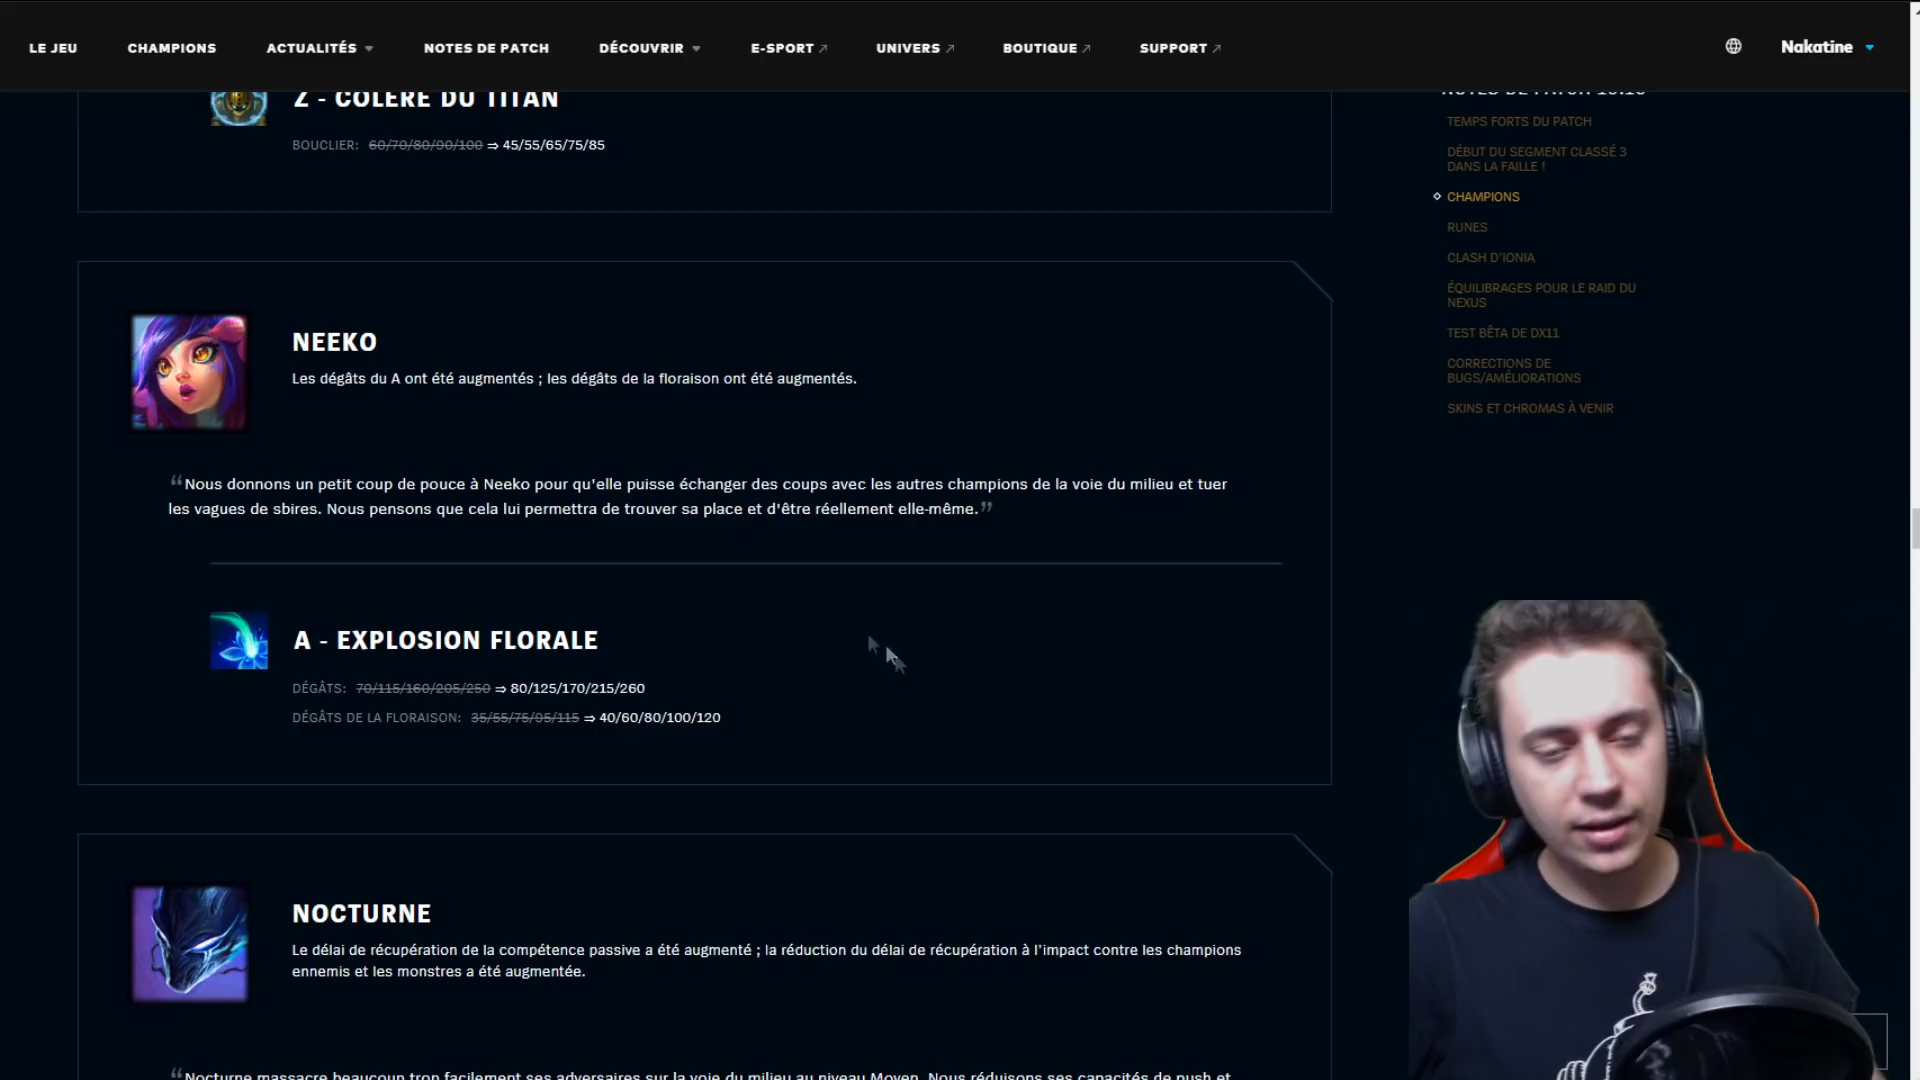 LE JEU CHAMPIONS ACTUALITÉS NOTES DE PATCH DÉCOUVRIR E-SPORT UNIVERS BOUTIQUE SUPPORT Nakatine
Z - COLÈRE DU TITAN
BOUCLIER: 60/70/80/90/100 ⇒ 45/55/65/75/85
NEEKO
Les dégâts du A ont été augmentés ; les dégâts de la floraison ont été augmentés.
“Nous donnons un petit coup de pouce à Neeko pour qu'elle puisse échanger des coups avec les autres champions de la voie du milieu et tuer
les vagues de sbires. Nous pensons que cela lui permettra de trouver sa place et d'être réellement elle-même.”
A - EXPLOSION FLORALE
DÉGÂTS: 70/115/160/205/250 ⇒ 80/125/170/215/260
DÉGÂTS DE LA FLORAISON: 35/55/75/95/115 ⇒ 40/60/80/100/120
NOCTURNE
Le délai de récupération de la compétence passive a été augmenté ; la réduction du délai de récupération à l'impact contre les champions
ennemis et les monstres a été augmentée.
“Nocturne massacre beaucoup trop facilement ses adversaires sur la voie du milieu au niveau Moyen. Nous réduisons ses capacités de push et
NOTES DE PATCH
TEMPS FORTS DU PATCH
DÉBUT DU SEGMENT CLASSÉ 3
DANS LA FAILLE !
CHAMPIONS
RUNES
CLASH D'IONIA
ÉQUILIBRAGES POUR LE RAID DU
NEXUS
TEST BÊTA DE DX11
CORRECTIONS DE
BUGS/AMÉLIORATIONS
SKINS ET CHROMAS À VENIR